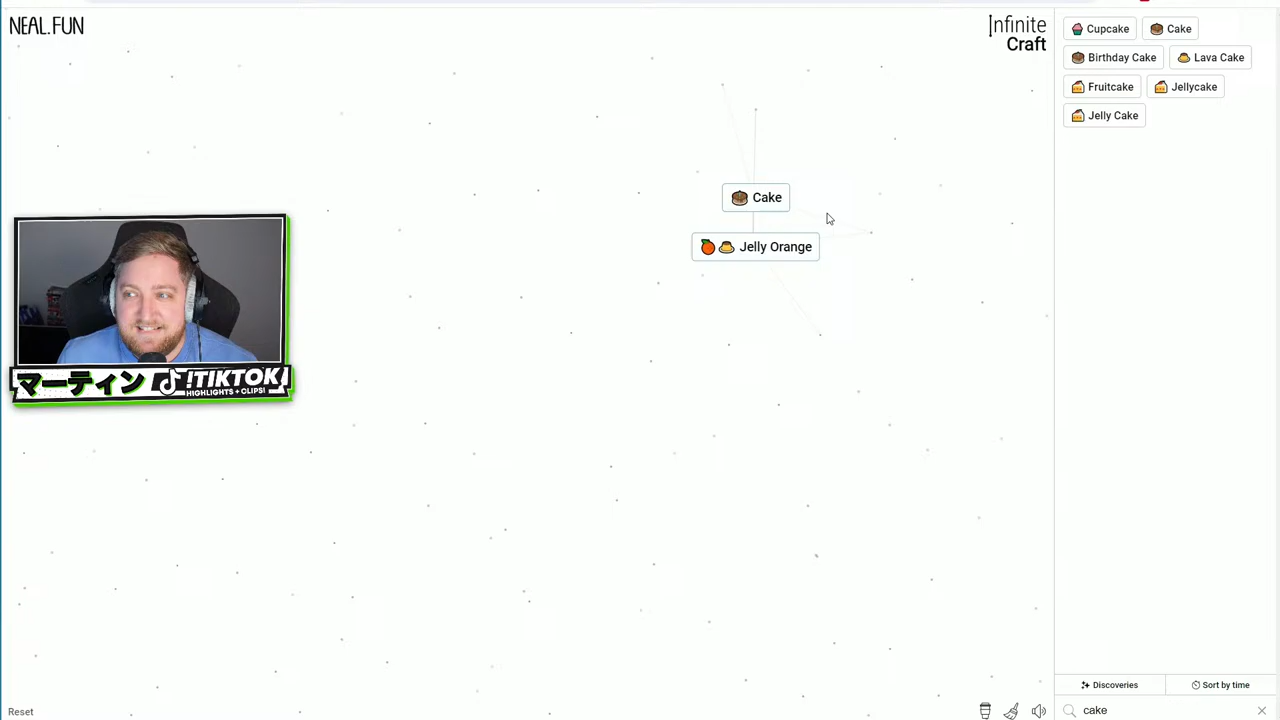 NEAL.FUN
Infinite
Craft
Cupcake
Cake
Birthday Cake
Lava Cake
Fruitcake
Jellycake
Jelly Cake
Cake
Jelly Orange
マーティン
!TIKTOK
HIGHLIGHTS + CLIPS!
Discoveries
Sort by time
Reset
cake